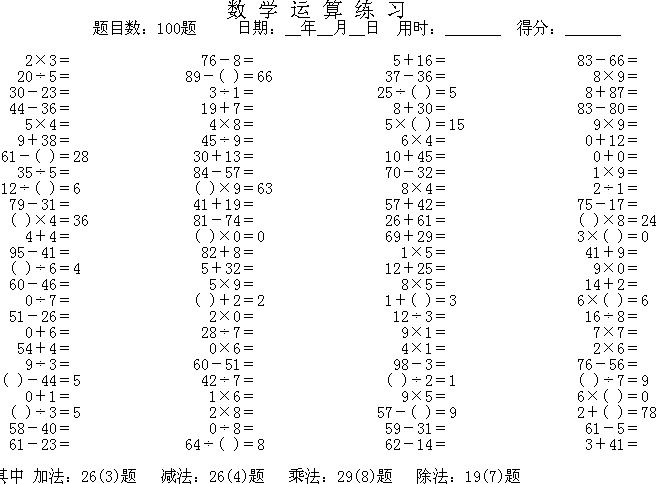 数 学 运 算 练 习
题目数：100题 日期：__年__月__日 用时：_______ 得分：_______
2×3= 76-8= 5+16= 83-66=
20÷5= 89-( )=66 37-36= 8×9=
30-23= 3÷1= 25÷( )=5 8+87=
44-36= 19+7= 8+30= 83-80=
5×4= 4×8= 5×( )=15 9×9=
9+38= 45÷9= 6×4= 0+12=
61-( )=28 30+13= 10+45= 0+0=
35÷5= 84-57= 70-32= 1×9=
12÷( )=6 ( )×9=63 8×4= 2÷1=
79-31= 41+19= 57+42= 75-17=
( )×4=36 81-74= 26+61= ( )×8=24
4+4= ( )×0=0 69+29= 3×( )=0
95-41= 82+8= 1×5= 41+9=
( )÷6=4 5+32= 12+25= 9×0=
60-46= 5×9= 8×5= 14+2=
0÷7= ( )+2=2 1+( )=3 6×( )=6
51-26= 2×0= 12÷3= 16÷8=
0+6= 28÷7= 9×1= 7×7=
54+4= 0×6= 4×1= 2×6=
9÷3= 60-51= 98-3= 76-56=
( )-44=5 42÷7= ( )÷2=1 ( )÷7=9
0+1= 1×6= 9×5= 6×( )=0
( )÷3=5 2×8= 57-( )=9 2+( )=78
58-40= 0÷8= 59-31= 61-5=
61-23= 64÷( )=8 62-14= 3+41=
其中 加法：26(3)题 减法：26(4)题 乘法：29(8)题 除法：19(7)题